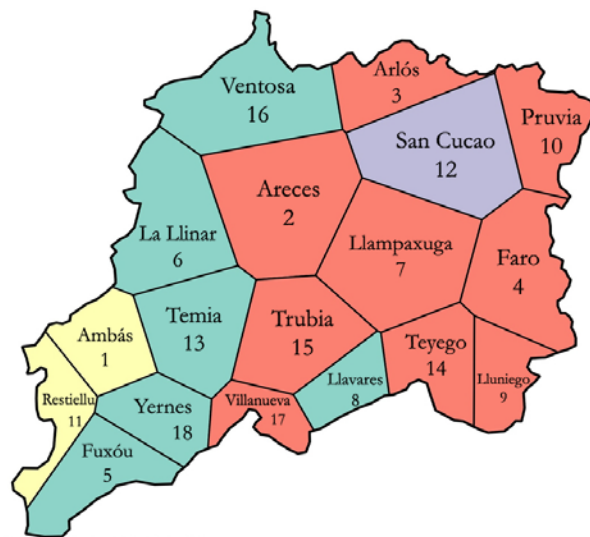 Ventosa
16
Arlós
3
Pruvia
10
San Cucao
12
Areces
2
La Llinar
6
Llampaxuga
7
Faro
4
Temia
13
Trubia
15
Ambás
1
Teyego
14
Llavares
8
Lluniego
9
Restiellu
11
Yernes
18
Villanueva
17
Fuxóu
5